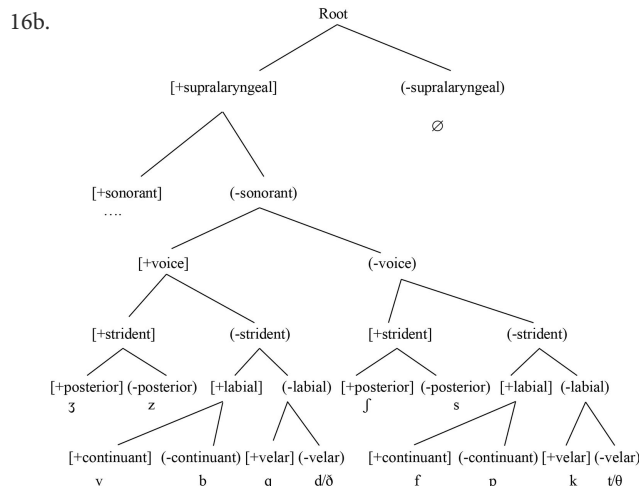 16b.
Root
[+supralaryngeal] (-supralaryngeal)
∅
[+sonorant] (-sonorant)
....
[+voice] (-voice)
[+strident] (-strident) [+strident] (-strident)
[+posterior] (-posterior) [+labial] (-labial) [+posterior] (-posterior) [+labial] (-labial)
ʒ z ʃ s
[+continuant] (-continuant) [+velar] (-velar) [+continuant] (-continuant) [+velar] (-velar)
v b g d/ð f p k t/θ